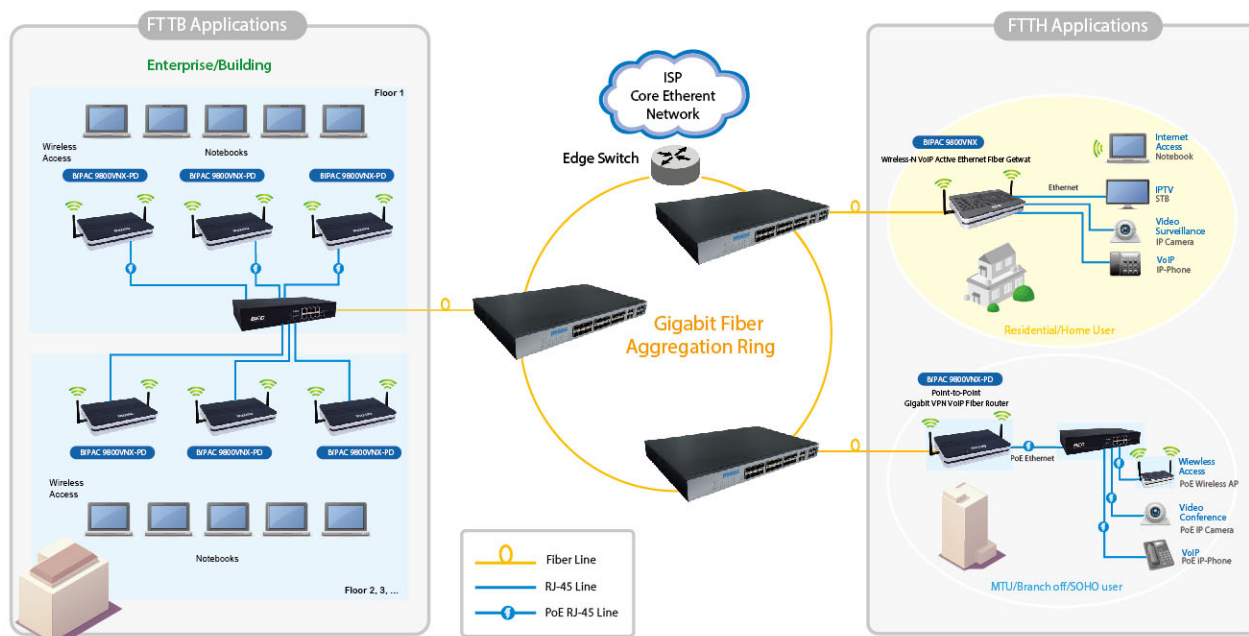 FTTB Applications
Enterprise/Building
Floor 1
Wireless
Access
Notebooks
BiPAC 9800VNX-PD
BiPAC 9800VNX-PD
BiPAC 9800VNX-PD
BiPAC 9800VNX-PD
BiPAC 9800VNX-PD
BiPAC 9800VNX-PD
Wireless
Access
Notebooks
Floor 2, 3, ...
ISP
Core Etherent
Network
Edge Switch
Gigabit Fiber
Aggregation Ring
Fiber Line
RJ-45 Line
PoE RJ-45 Line
FTTH Applications
BiPAC 9800VNX
Wireless-N VoIP Active Ethernet Fiber Getwat
Ethernet
Internet
Access
Notebook
IPTV
STB
Video
Surveillance
IP Camera
VoIP
IP-Phone
Residential/Home User
BiPAC 9800VNX-PD
Point-to-Point
Gigabit VPN VoIP Fiber Router
PoE Ethernet
Wiewless
Access
PoE Wireless AP
Video
Conference
PoE IP Camera
VoIP
PoE iP-Phone
MTU/Branch off/SOHO user